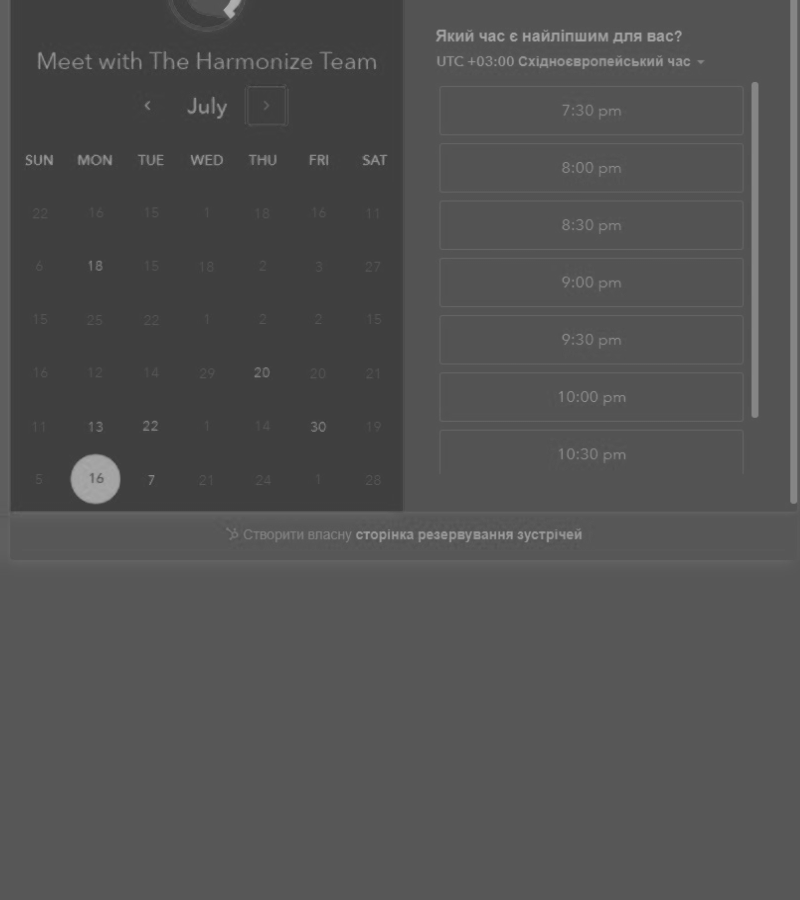 Meet with The Harmonize Team
July
SUN MON TUE WED THU FRI SAT
22 16 15 1 18 16 11
6 18 15 18 2 3 27
15 25 22 1 2 2 15
16 12 14 29 20 20 21
11 13 22 1 14 30 19
5 16 7 21 24 1 28
Який час є найліпшим для вас?
UTC +03:00 Східноєвропейський час
7:30 pm
8:00 pm
8:30 pm
9:00 pm
9:30 pm
10:00 pm
10:30 pm
Створити власну сторінка резервування зустрічей